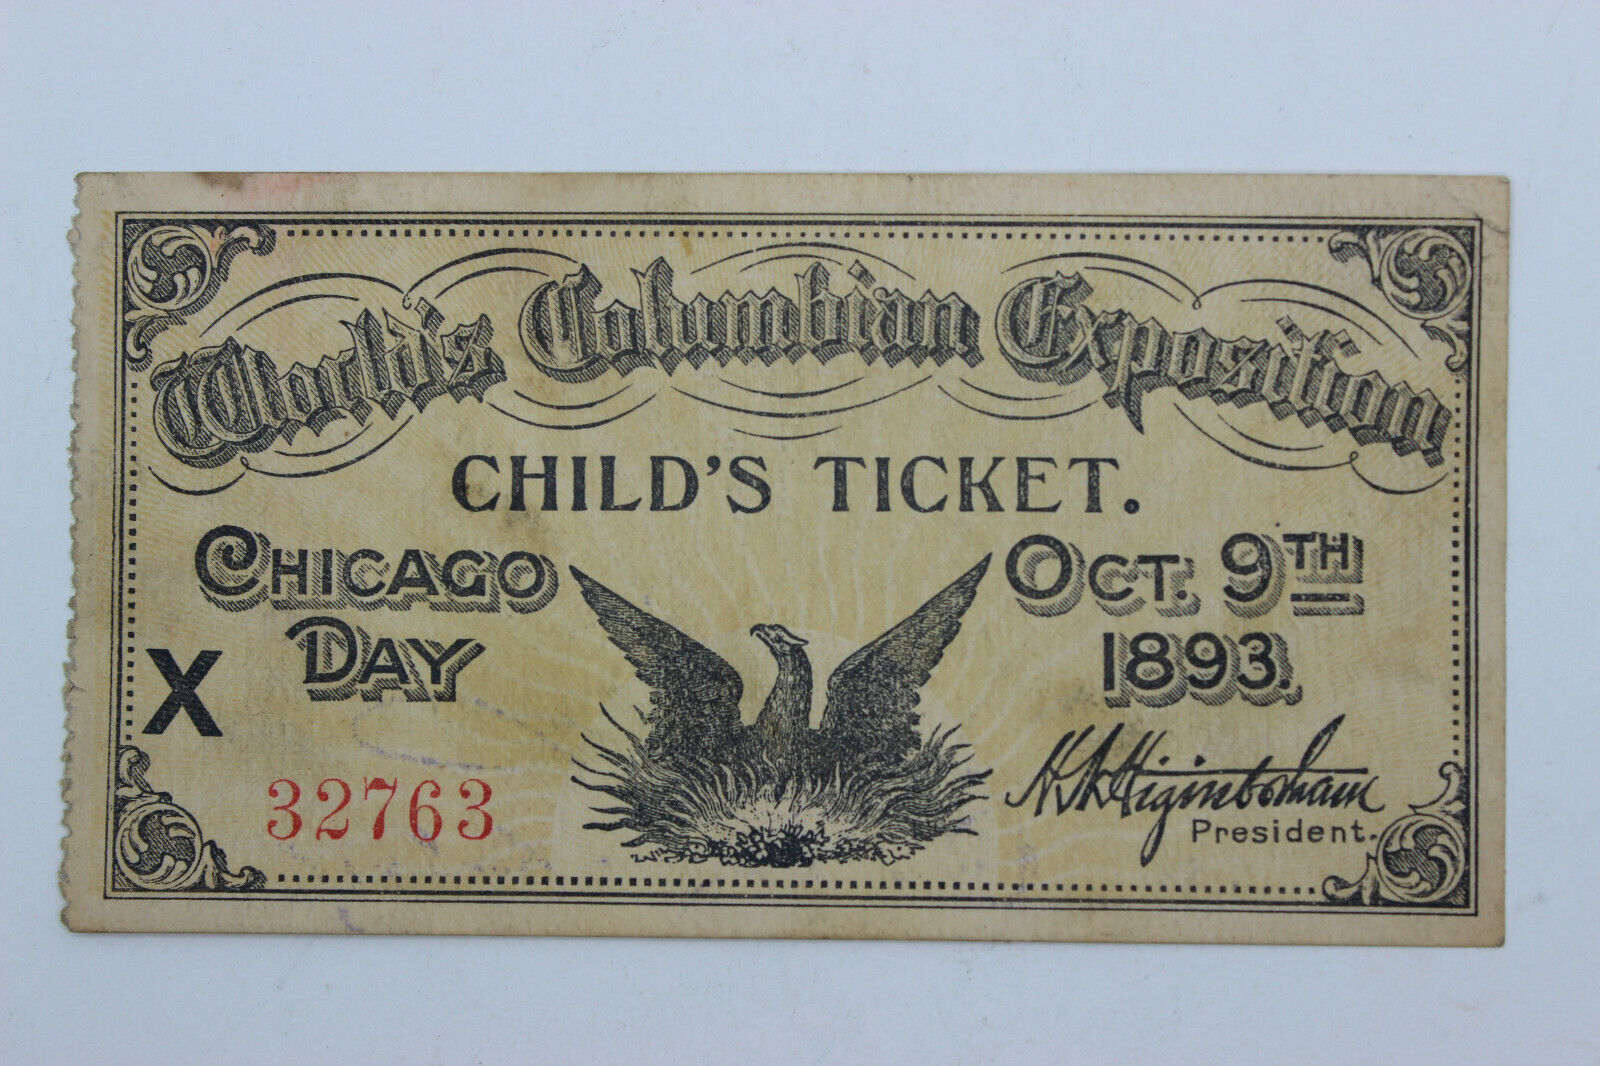 World's Columbian Exposition
CHILD'S TICKET.
CHICAGO
DAY
X
32763
OCT. 9TH
1893.
H. N. Higinbotham
President.